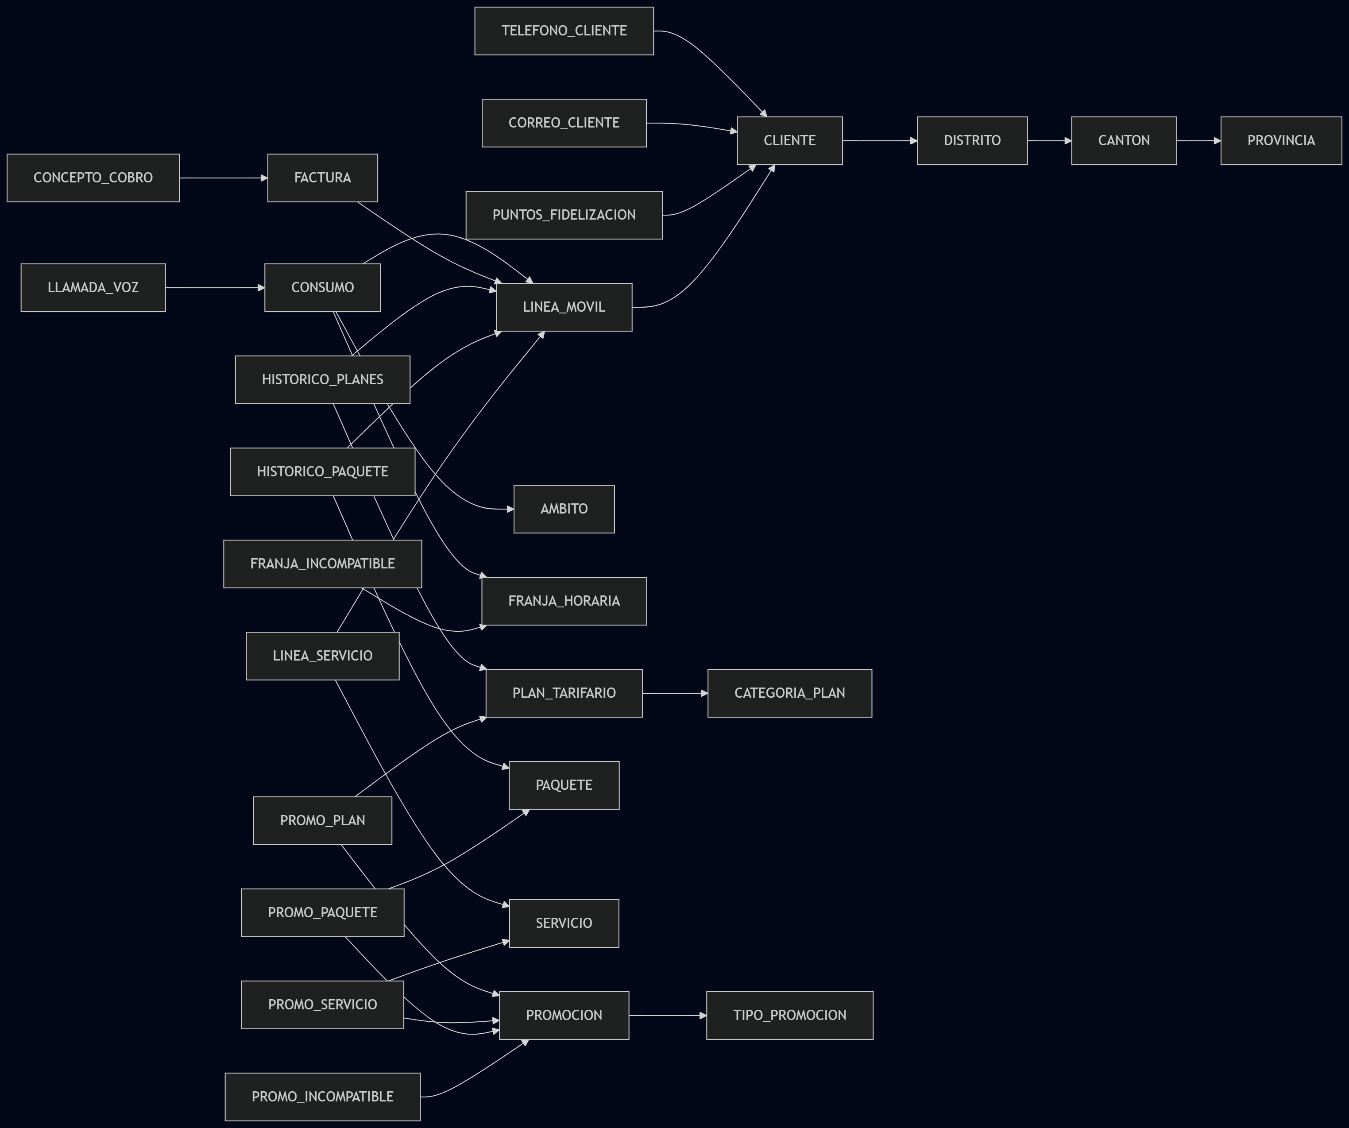 TELEFONO_CLIENTE
CORREO_CLIENTE
CLIENTE
DISTRITO
CANTON
PROVINCIA
CONCEPTO_COBRO
FACTURA
PUNTOS_FIDELIZACION
LLAMADA_VOZ
CONSUMO
LINEA_MOVIL
HISTORICO_PLANES
HISTORICO_PAQUETE
AMBITO
FRANJA_INCOMPATIBLE
FRANJA_HORARIA
LINEA_SERVICIO
PLAN_TARIFARIO
CATEGORIA_PLAN
PAQUETE
PROMO_PLAN
PROMO_PAQUETE
SERVICIO
PROMO_SERVICIO
PROMOCION
TIPO_PROMOCION
PROMO_INCOMPATIBLE